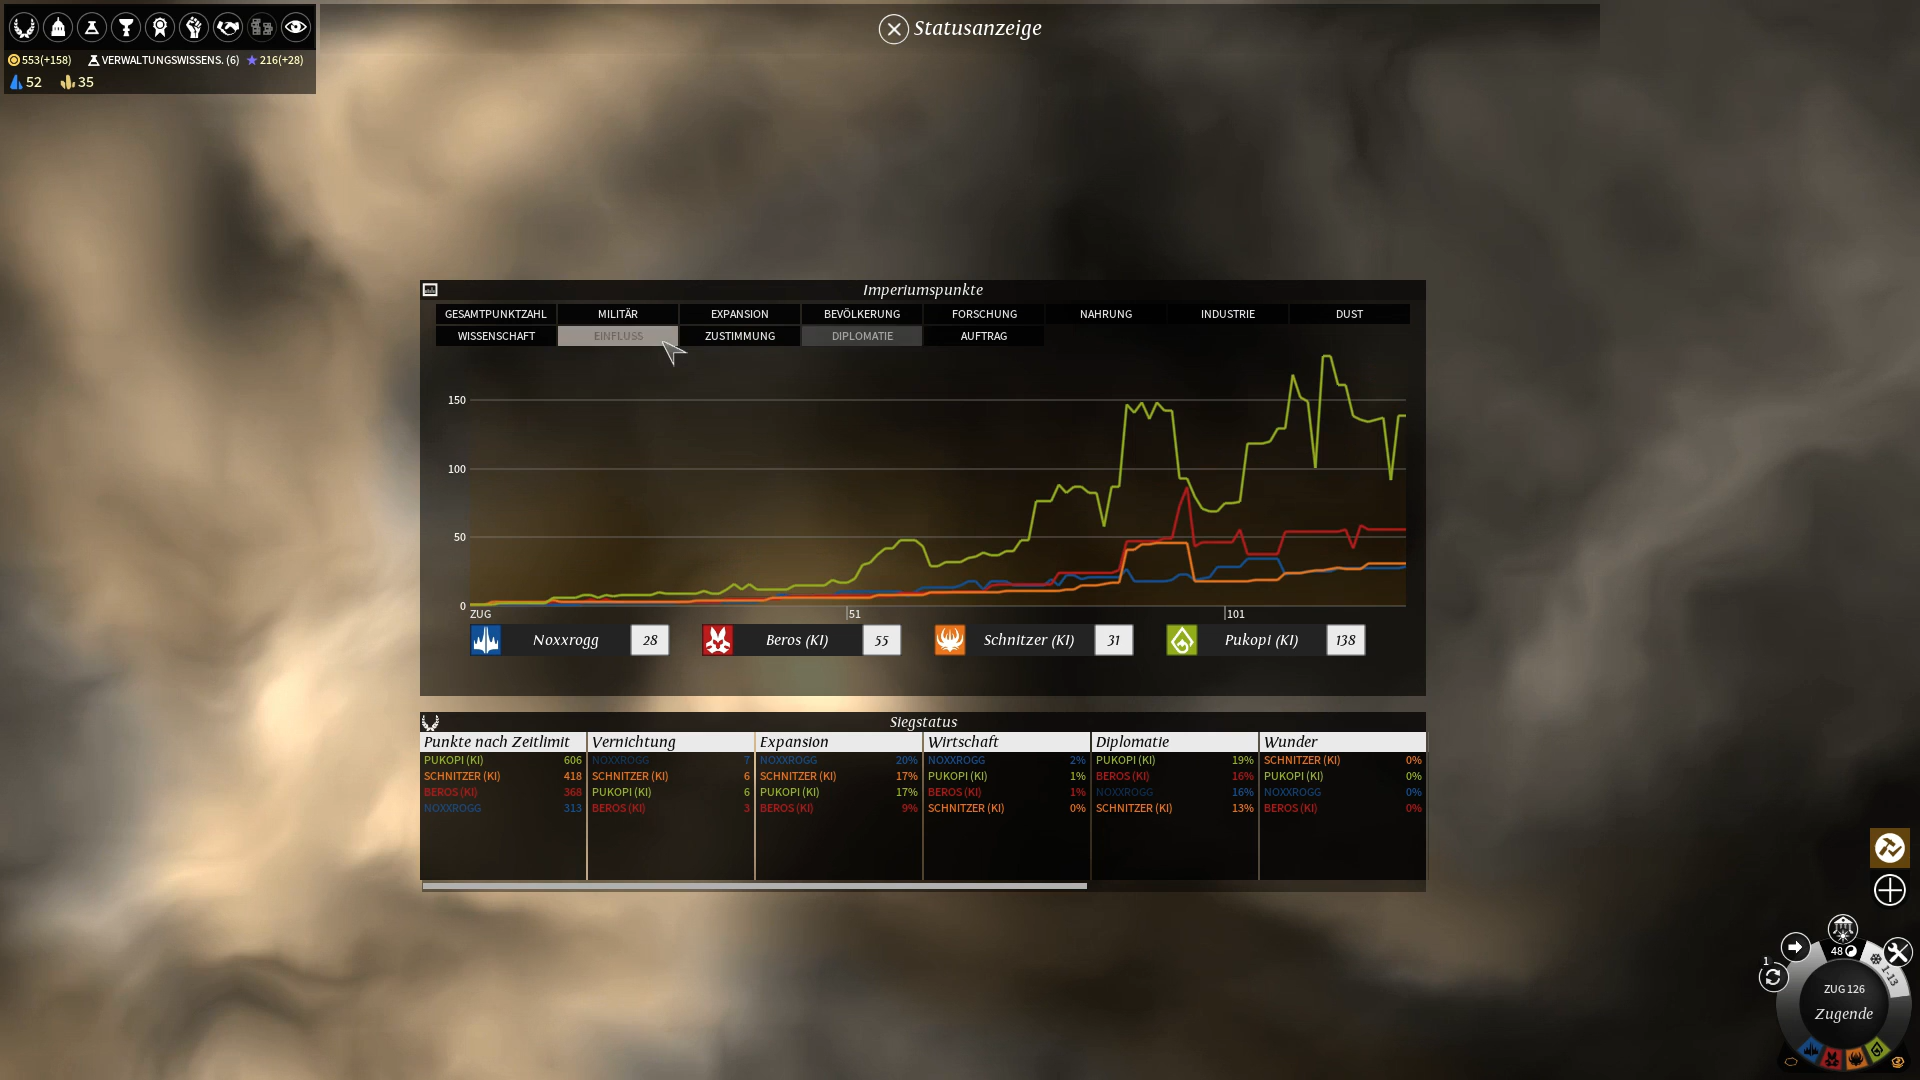 Statusanzeige
553(+158) VERWALTUNGSWISSENS. (6) 216(+28)
52 35
Imperiumspunkte
GESAMTPUNKTZAHL MILITÄR EXPANSION BEVÖLKERUNG FORSCHUNG NAHRUNG INDUSTRIE DUST
WISSENSCHAFT EINFLUSS ZUSTIMMUNG DIPLOMATIE AUFTRAG
150
100
50
0
ZUG 51 101
Noxxrogg 28 Beros (KI) 55 Schnitzer (KI) 31 Pukopi (KI) 138
Siegstatus
Punkte nach Zeitlimit Vernichtung Expansion Wirtschaft Diplomatie Wunder
PUKOPI (KI) 606 NOXXROGG 7 NOXXROGG 20% NOXXROGG 2% PUKOPI (KI) 19% SCHNITZER (KI) 0%
SCHNITZER (KI) 418 SCHNITZER (KI) 6 SCHNITZER (KI) 17% PUKOPI (KI) 1% BEROS (KI) 16% PUKOPI (KI) 0%
BEROS (KI) 368 PUKOPI (KI) 6 PUKOPI (KI) 17% BEROS (KI) 1% NOXXROGG 16% NOXXROGG 0%
NOXXROGG 313 BEROS (KI) 3 BEROS (KI) 9% SCHNITZER (KI) 0% SCHNITZER (KI) 13% BEROS (KI) 0%
48
1
1-13
ZUG 126
Zugende